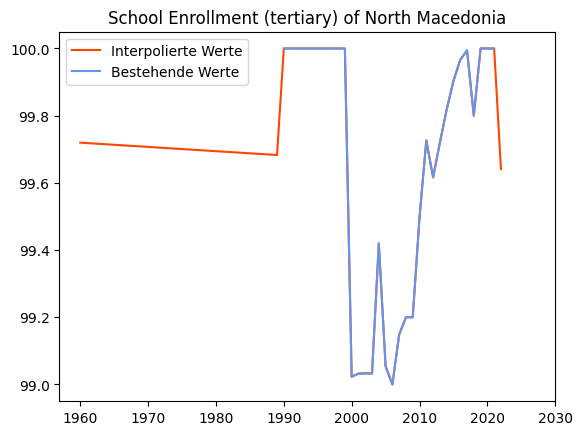 School Enrollment (tertiary) of North Macedonia
Interpolierte Werte
Bestehende Werte
100.0
99.8
99.6
99.4
99.2
99.0
1960 1970 1980 1990 2000 2010 2020 2030